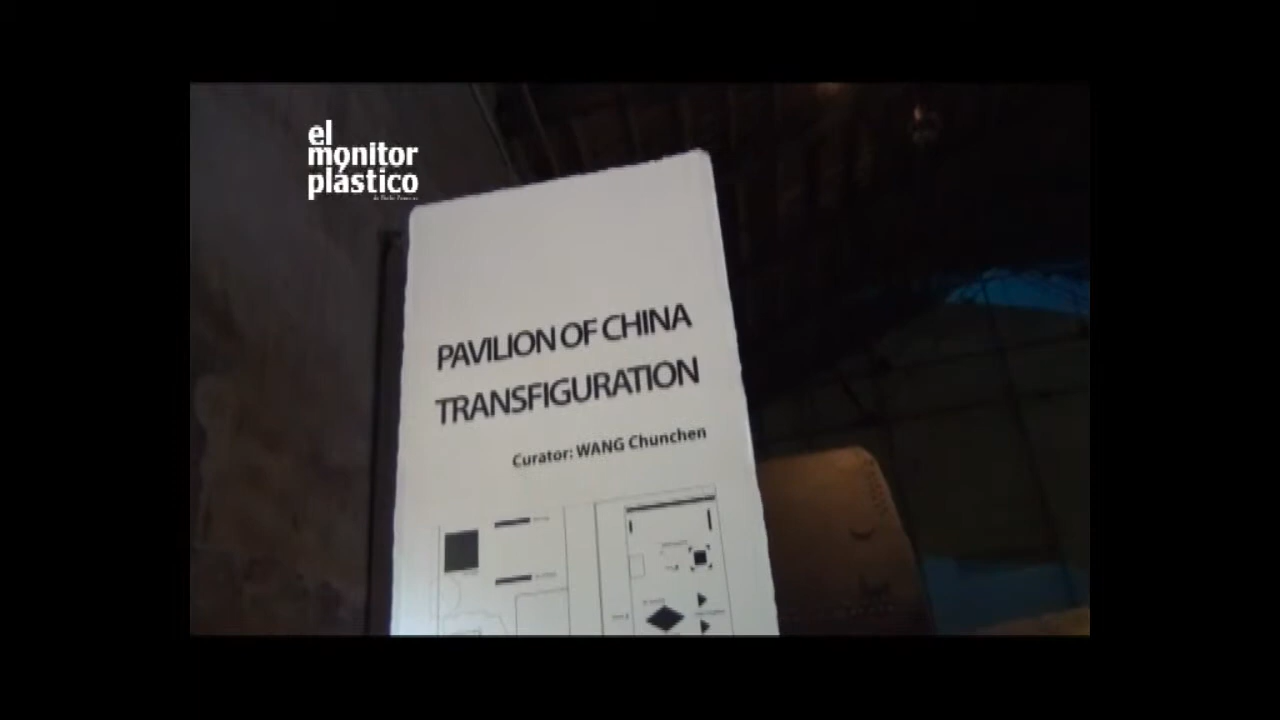 el
monitor
plástico
PAVILION OF CHINA
TRANSFIGURATION
Curator: WANG Chunchen